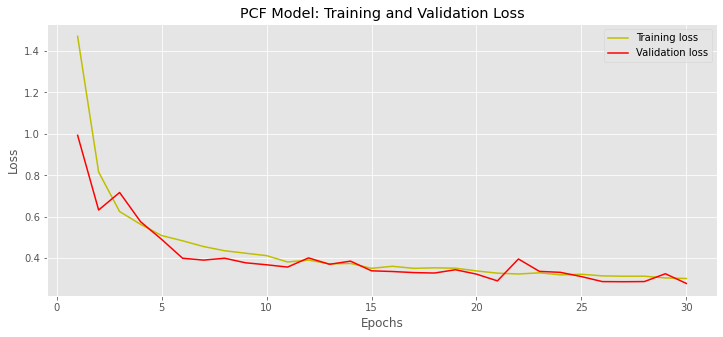 PCF Model: Training and Validation Loss
Training loss
Validation loss
Loss
1.4
1.2
1.0
0.8
0.6
0.4
0 5 10 15 20 25 30
Epochs